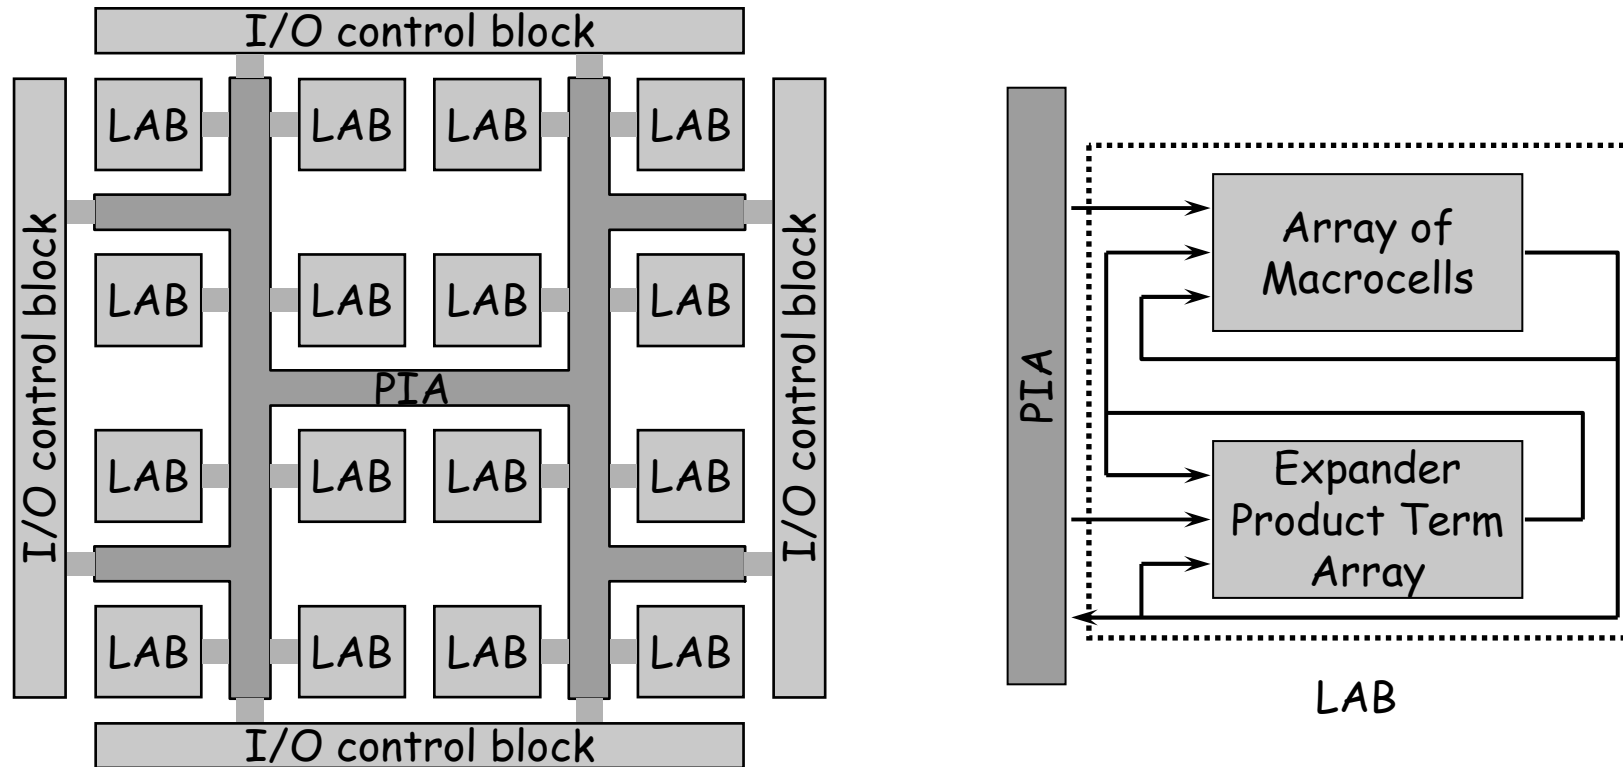 I/O control block
I/O control block
LAB
LAB
LAB
LAB
LAB
LAB
LAB
LAB
PIA
LAB
LAB
LAB
LAB
LAB
LAB
LAB
LAB
I/O control block
I/O control block
PIA
Array of
Macrocells
Expander
Product Term
Array
LAB